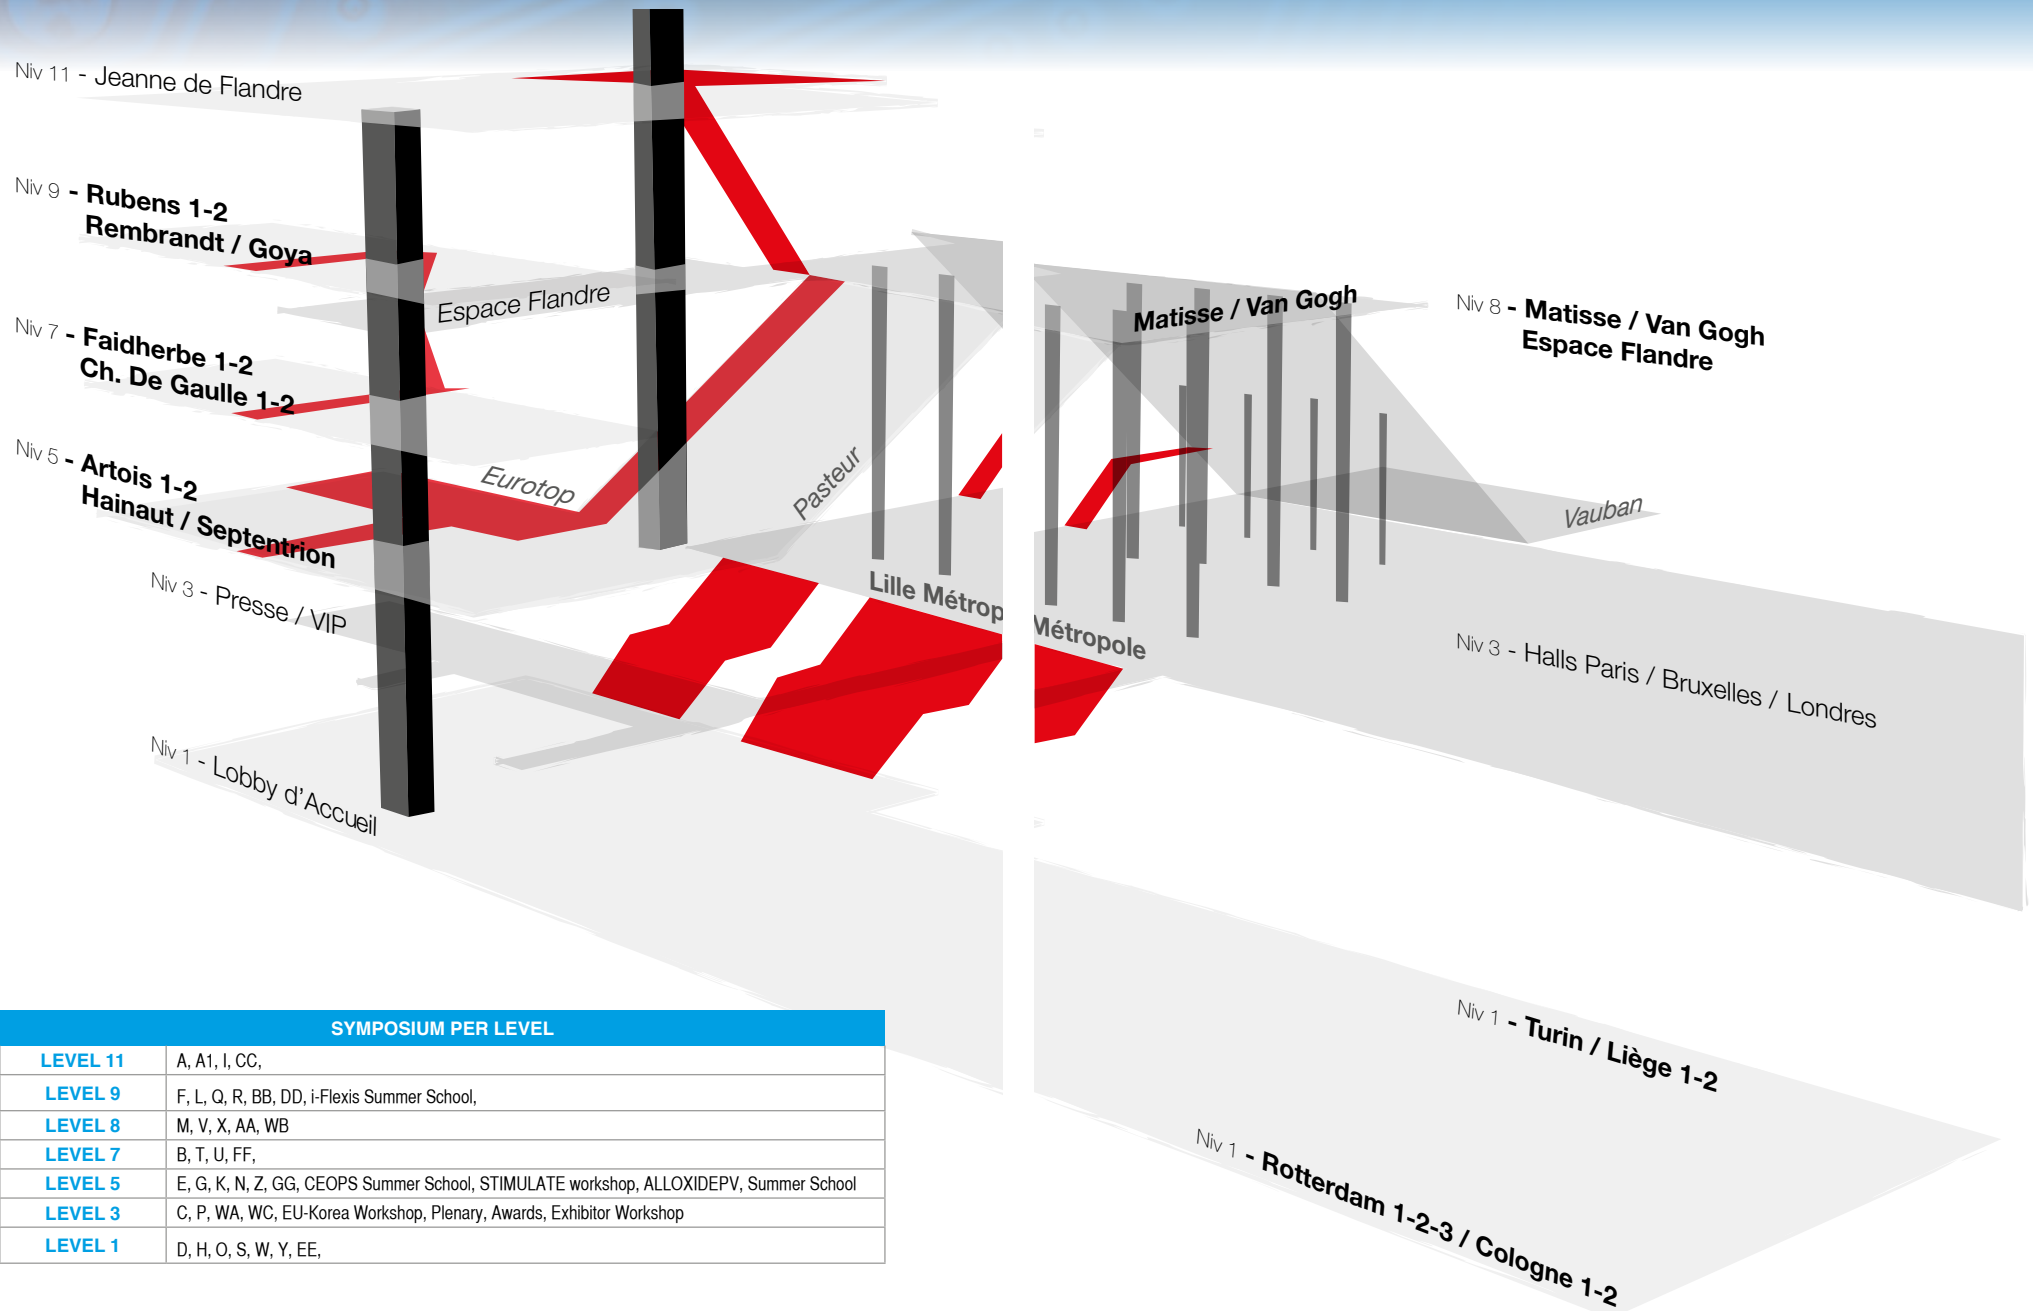 Niv 11 - Jeanne de Flandre
Niv 9 - Rubens 1-2
Rembrandt / Goya
Espace Flandre
Matisse / Van Gogh
Niv 8 - Matisse / Van Gogh
Espace Flandre
Niv 7 - Faidherbe 1-2
Ch. De Gaulle 1-2
Niv 5 - Artois 1-2
Hainaut / Septentrion
Eurotop
Pasteur
Vauban
Niv 3 - Presse / VIP
Lille Métrop
Métropole
Niv 3 - Halls Paris / Bruxelles / Londres
Niv 1 - Lobby d'Accueil
Niv 1 - Turin / Liège 1-2
Niv 1 - Rotterdam 1-2-3 / Cologne 1-2
SYMPOSIUM PER LEVEL
LEVEL 11 A, A1, I, CC,
LEVEL 9 F, L, Q, R, BB, DD, i-Flexis Summer School,
LEVEL 8 M, V, X, AA, WB
LEVEL 7 B, T, U, FF,
LEVEL 5 E, G, K, N, Z, GG, CEOPS Summer School, STIMULATE workshop, ALLOXIDEPV, Summer School
LEVEL 3 C, P, WA, WC, EU-Korea Workshop, Plenary, Awards, Exhibitor Workshop
LEVEL 1 D, H, O, S, W, Y, EE,